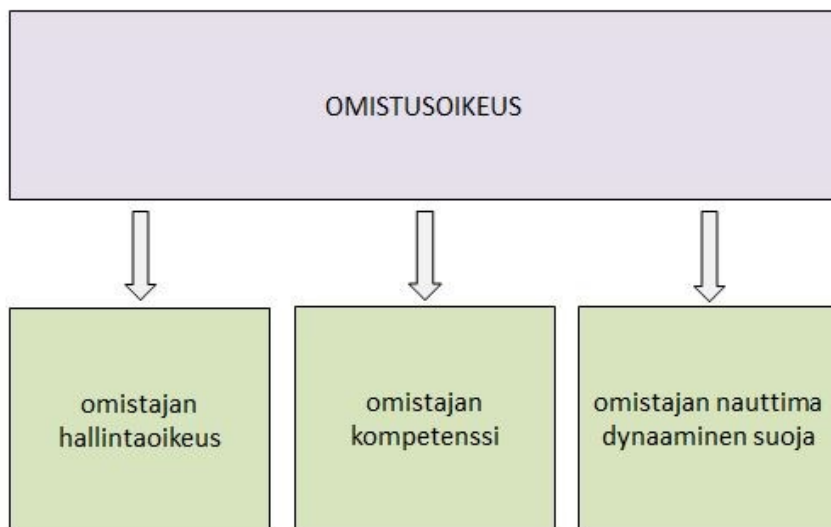 OMISTUSOIKEUS
omistajan
hallintaoikeus
omistajan
kompetenssi
omistajan nauttima
dynaaminen suoja